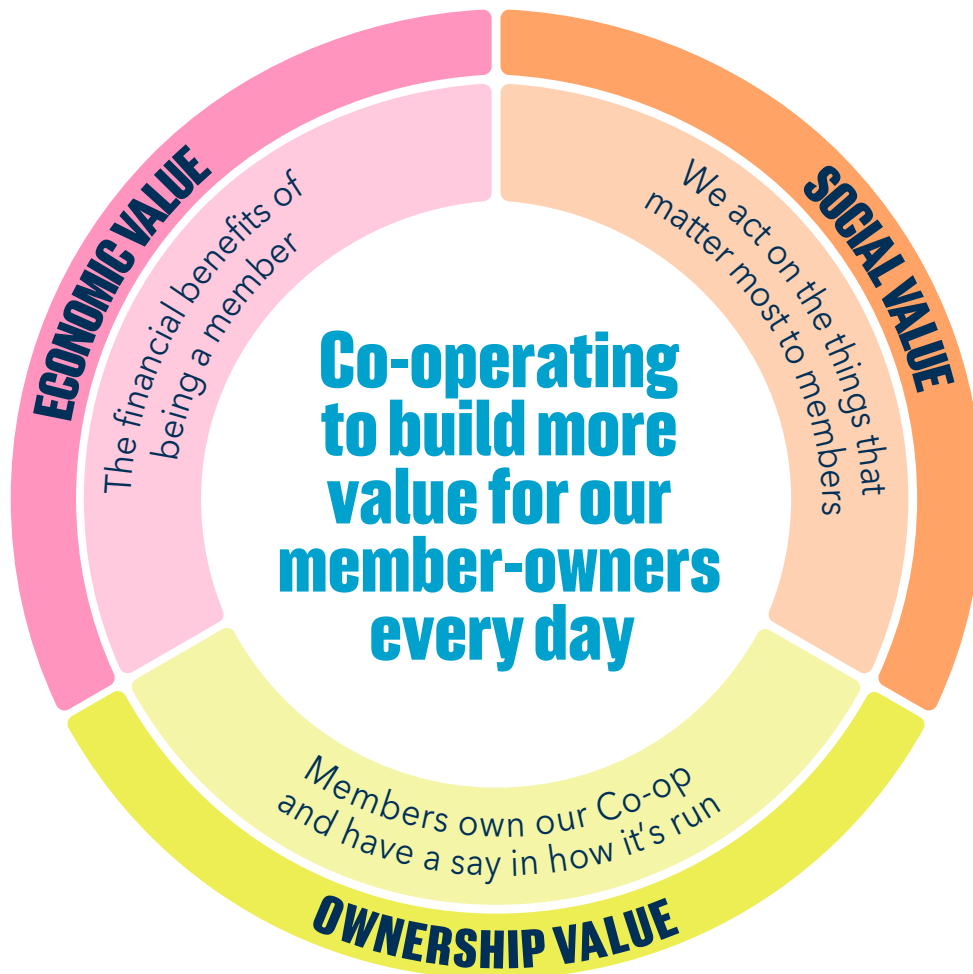 ECONOMIC VALUE
The financial benefits of
being a member
SOCIAL VALUE
We act on the things that
matter most to members
Co-operating
to build more
value for our
member-owners
every day
Members own our Co-op
and have a say in how it's run
OWNERSHIP VALUE